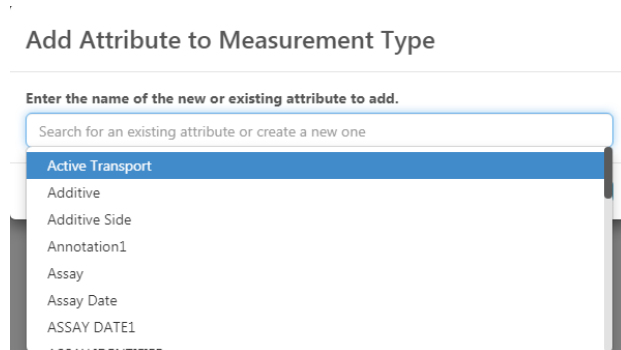 Add Attribute to Measurement Type
Enter the name of the new or existing attribute to add.
Search for an existing attribute or create a new one
Active Transport
Additive
Additive Side
Annotation1
Assay
Assay Date
ASSAY DATE1